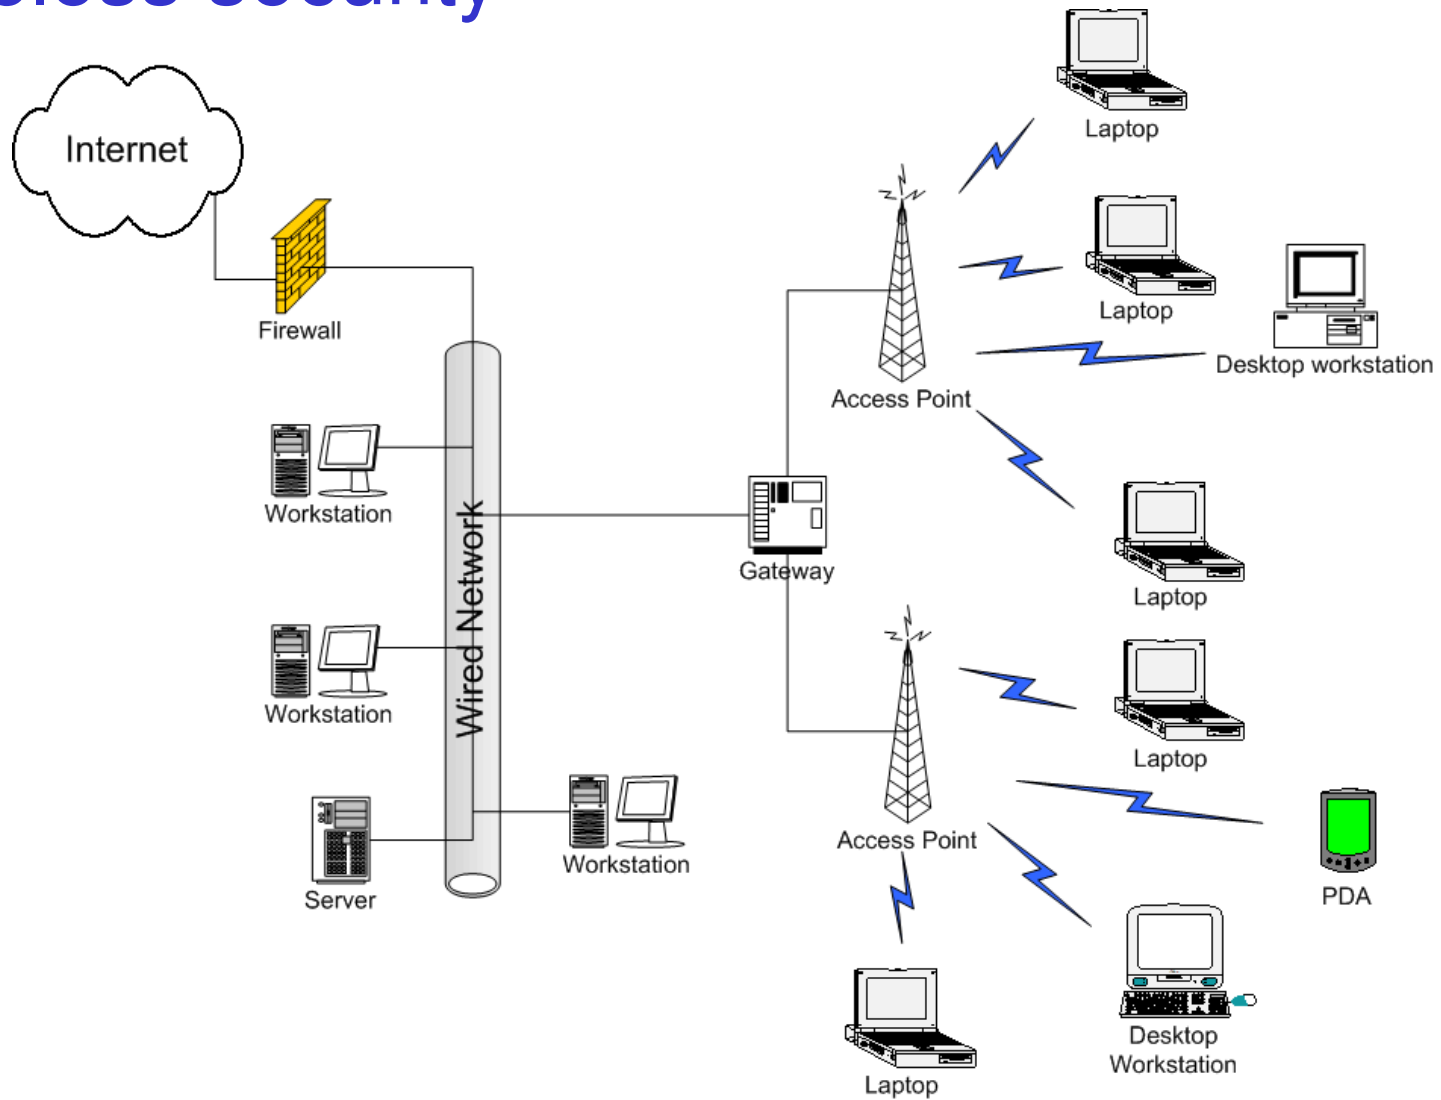 security
Internet
Laptop
Laptop
Firewall
Desktop workstation
Access Point
Workstation
Wired Network
Gateway
Laptop
Workstation
Laptop
Access Point
Workstation
Server
PDA
Desktop
Workstation
Laptop